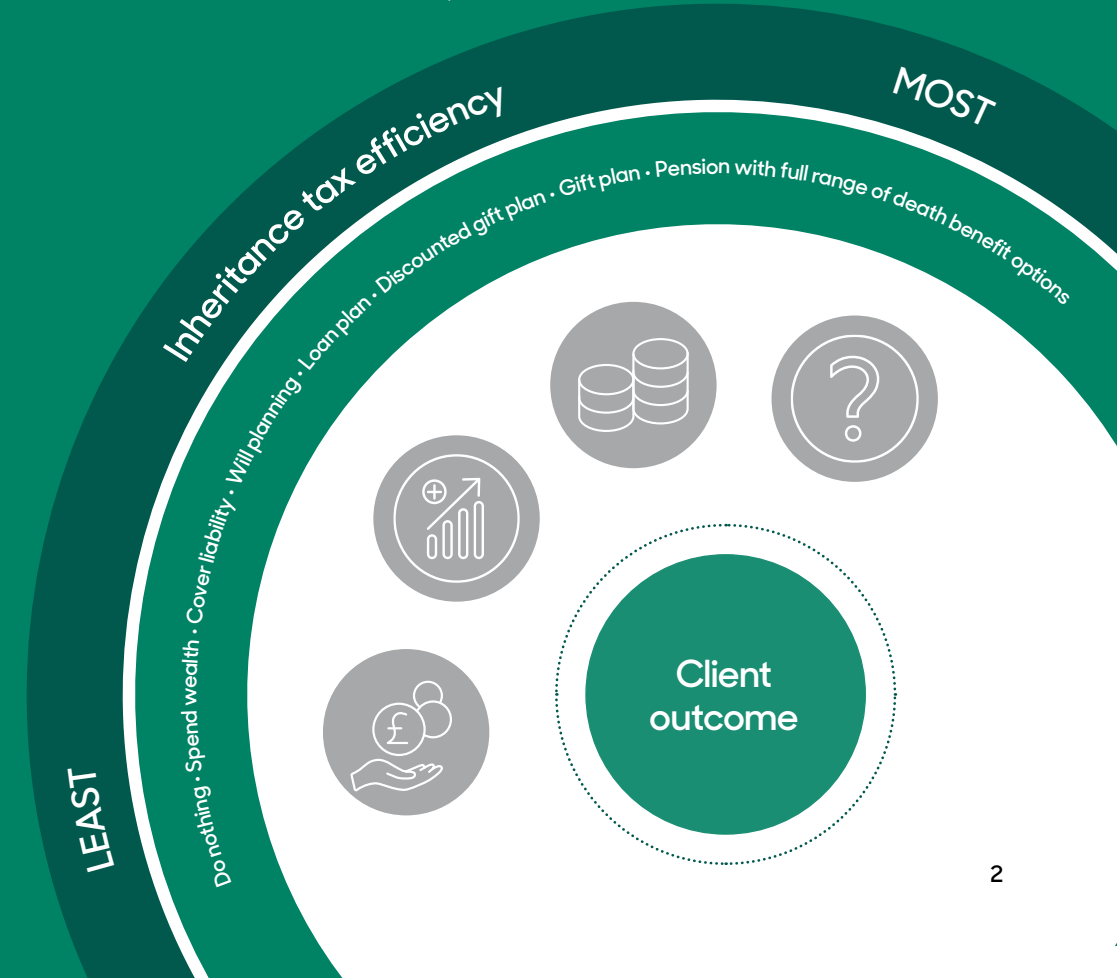 Inheritance tax efficiency
MOST
LEAST
Do nothing · Spend wealth · Cover liability · Will planning · Loan plan · Discounted gift plan · Gift plan · Pension with full range of death benefit options
£
?
Client
outcome
2